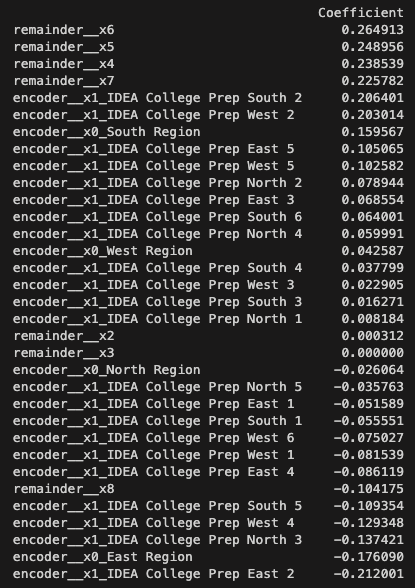 Coefficient
remainder__x6 0.264913
remainder__x5 0.248956
remainder__x4 0.238539
remainder__x7 0.225782
encoder__x1_IDEA College Prep South 2 0.206401
encoder__x1_IDEA College Prep West 2 0.203014
encoder__x0_South Region 0.159567
encoder__x1_IDEA College Prep East 5 0.105065
encoder__x1_IDEA College Prep West 5 0.102582
encoder__x1_IDEA College Prep North 2 0.078944
encoder__x1_IDEA College Prep East 3 0.068554
encoder__x1_IDEA College Prep South 6 0.064001
encoder__x1_IDEA College Prep North 4 0.059991
encoder__x0_West Region 0.042587
encoder__x1_IDEA College Prep South 4 0.037799
encoder__x1_IDEA College Prep West 3 0.022905
encoder__x1_IDEA College Prep South 3 0.016271
encoder__x1_IDEA College Prep North 1 0.008184
remainder__x2 0.000312
remainder__x3 0.000000
encoder__x0_North Region -0.026064
encoder__x1_IDEA College Prep North 5 -0.035763
encoder__x1_IDEA College Prep East 1 -0.051589
encoder__x1_IDEA College Prep South 1 -0.055551
encoder__x1_IDEA College Prep West 6 -0.075027
encoder__x1_IDEA College Prep West 1 -0.081539
encoder__x1_IDEA College Prep East 4 -0.086119
remainder__x8 -0.104175
encoder__x1_IDEA College Prep South 5 -0.109354
encoder__x1_IDEA College Prep West 4 -0.129348
encoder__x1_IDEA College Prep North 3 -0.137421
encoder__x0_East Region -0.176090
encoder__x1_IDEA College Prep East 2 -0.212001